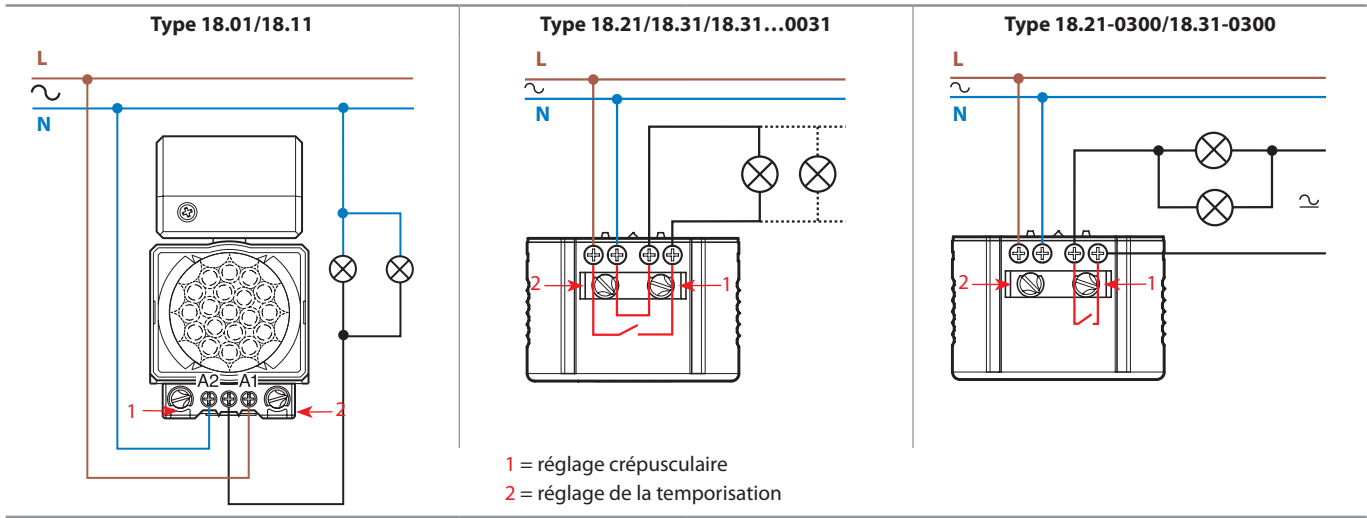 Type 18.01/18.11
L
N
A2 A1
1
2
Type 18.21/18.31/18.31…0031
L
N
2
1
1 = réglage crépusculaire
2 = réglage de la temporisation
Type 18.21-0300/18.31-0300
L
N
2
1